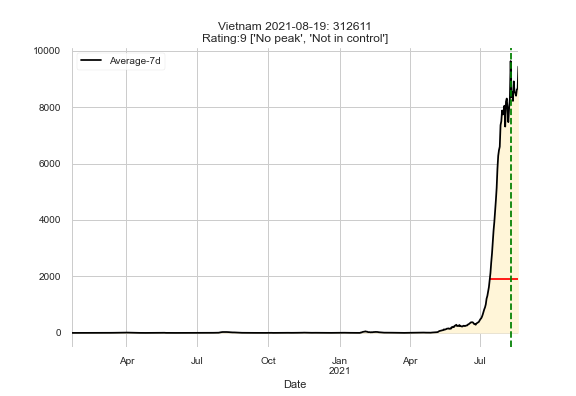 Vietnam 2021-08-19: 312611
Rating:9 ['No peak', 'Not in control']
Average-7d
10000
8000
6000
4000
2000
0
Apr
Jul
Oct
Jan
2021
Apr
Jul
Date